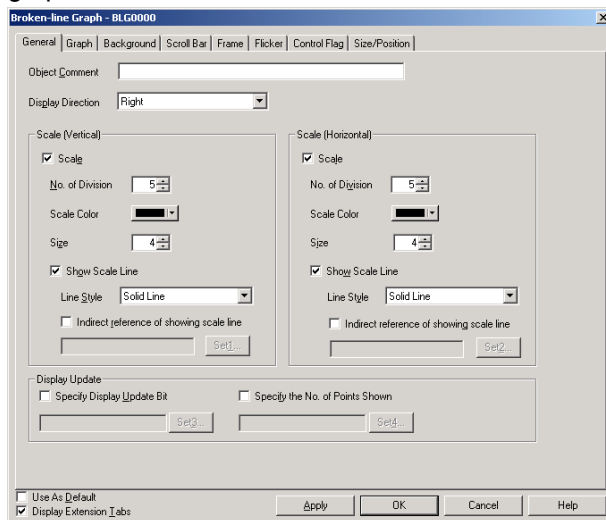 Broken-line Graph - BLG0000
General Graph Background Scroll Bar Frame Flicker Control Flag Size/Position
Object Comment
Display Direction Right
Scale (Vertical) Scale (Horizontal)
Scale Scale
No. of Division 5 No. of Division 5
Scale Color Scale Color
Size 4 Size 4
Show Scale Line Show Scale Line
Line Style Solid Line Line Style Solid Line
Indirect reference of showing scale line Indirect reference of showing scale line
Set1... Set2...
Display Update
Specify Display Update Bit Specify the No. of Points Shown
Set3... Set4...
Use As Default
Display Extension Tabs Apply OK Cancel Help